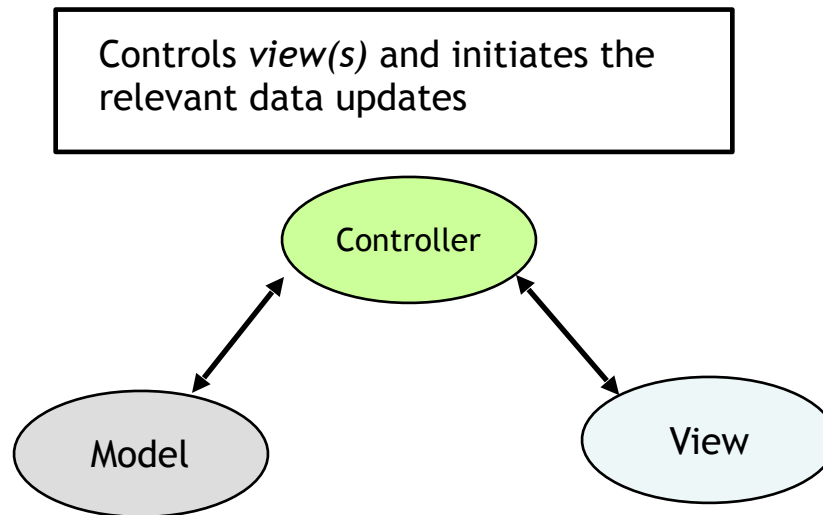 Controls view(s) and initiates the
relevant data updates
Controller
Model
View